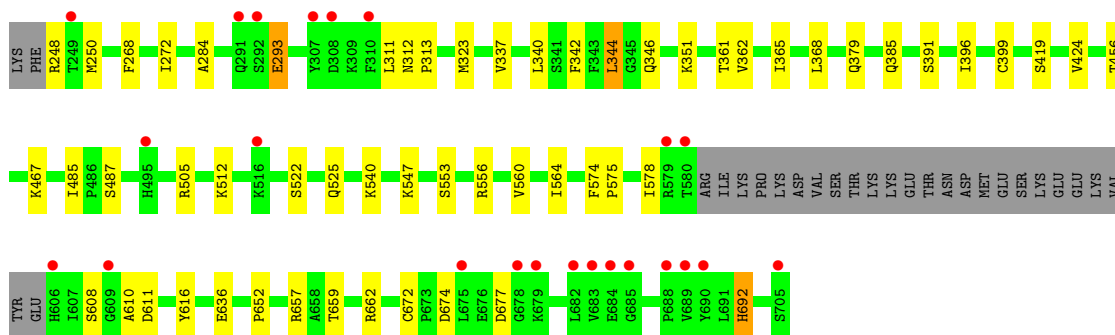 LYS PHE R248 T249 M250 F268 I272 A284 Q291 S292 E293 Y307 D308 K309 F310 L311 N312 P313 M323 V337 L340 S341 F342 F343 L344 G345 Q346 K351 T361 V362 I365 L368 Q379 Q385 S391 I396 C399 S419 V424 T456
K467 I485 P486 S487 H495 R505 K512 K516 S522 Q525 K540 K547 S553 R556 V560 I564 F574 P575 I578 R579 T580 ARG ILE LYS PRO LYS ASP VAL SER THR LYS LYS GLU THR ASN ASP MET GLU SER LYS GLU GLU LYS VAL
TYR GLU H606 I607 S608 G609 A610 D611 Y616 E636 P652 R657 A658 T659 R662 C672 P673 D674 L675 E676 D677 G678 K679 L682 V683 E684 G685 P688 V689 Y690 L691 H692 S705